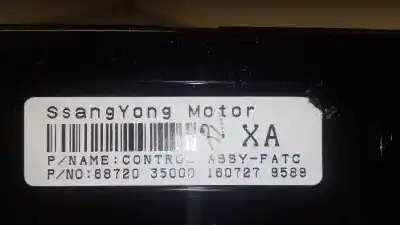 SsangYong Motor
XA
P/NAME:CONTROL ASSY-FATC
P/NO:68720 35000 160727 9589